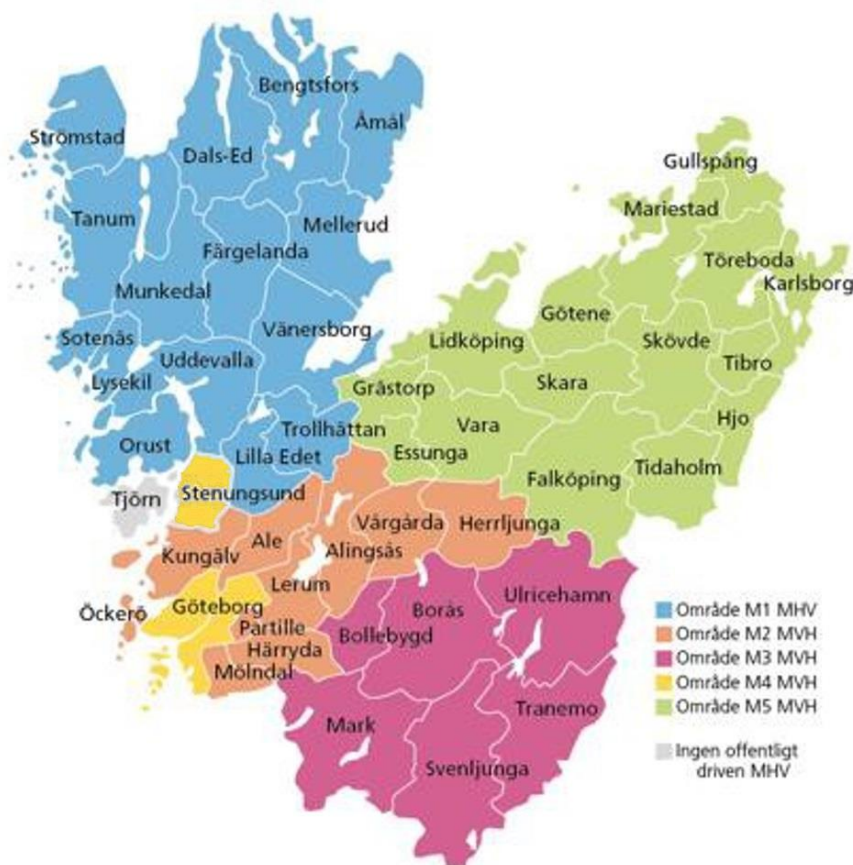 Bengtsfors
Åmål
Strömstad
Dals-Ed
Gullspång
Tanum
Mellerud
Mariestad
Färgelanda
Töreboda
Karlsborg
Munkedal
Götene
Vänersborg
Sotenäs
Lidköping
Skövde
Uddevalla
Tibro
Lysekil
Gråstorp
Skara
Hjo
Orust
Trollhättan
Vara
Lilla Edet
Essunga
Falköping
Tidaholm
Tjörn
Stenungsund
Vårgårda
Herrljunga
Kungälv
Ale
Alingsås
Lerum
Ulricehamn
Öckerö
Göteborg
Borås
Partille
Bollebygd
Härryda
Mölndal
Tranemo
Mark
Svenljunga
Område M1 MHV
Område M2 MVH
Område M3 MVH
Område M4 MVH
Område M5 MVH
Ingen offentligt
driven MHV